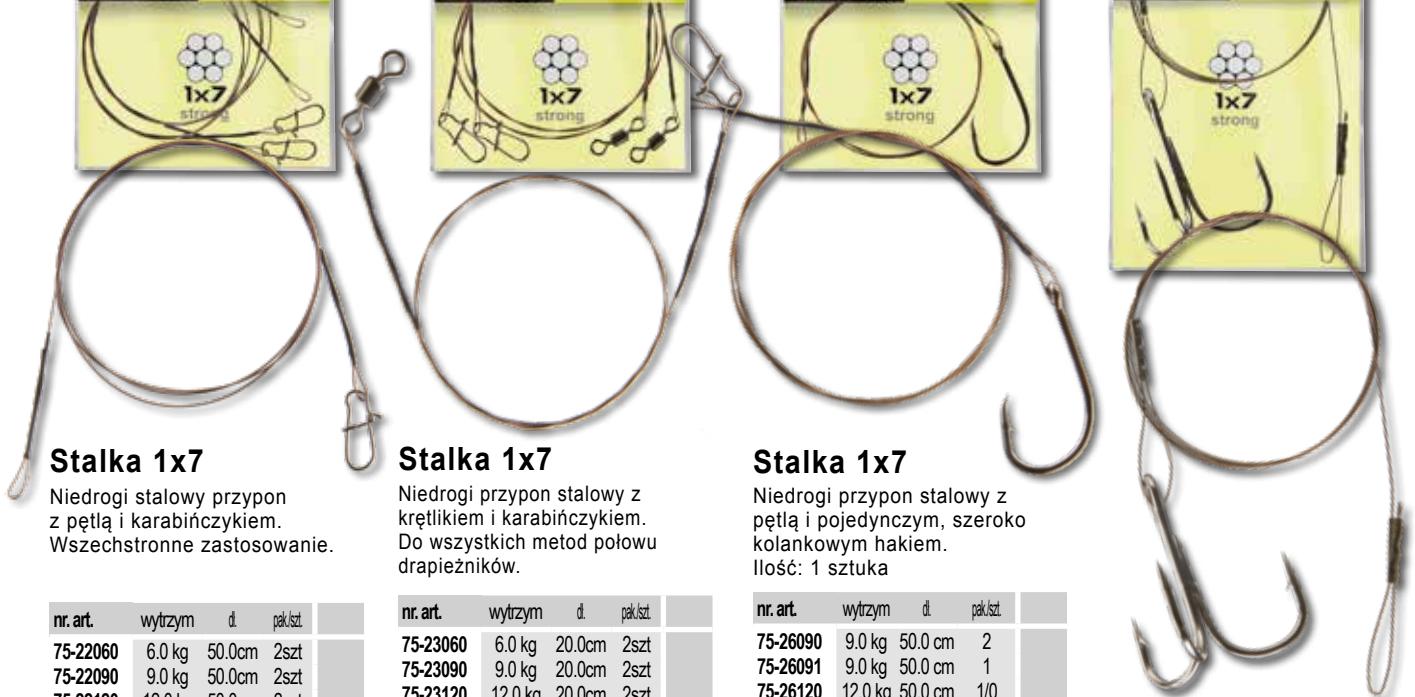 1x7
strong
1x7
strong
1x7
strong
1x7
strong
Stalka 1x7
Niedrogi stalowy przypon
z pętlą i karabińczykiem.
Wszechstronne zastosowanie.
nr. art. wytrzym dł. pak./szt.
75-22060 6.0 kg 50.0cm 2szt
75-22090 9.0 kg 50.0cm 2szt
Stalka 1x7
Niedrogi przypon stalowy z
krętlikiem i karabińczykiem.
Do wszystkich metod połowu
drapieżników.
nr. art. wytrzym dł. pak./szt.
75-23060 6.0 kg 20.0cm 2szt
75-23090 9.0 kg 20.0cm 2szt
75-23120 12.0 kg 20.0cm 2szt
Stalka 1x7
Niedrogi przypon stalowy z
pętlą i pojedynczym, szeroko
kolankowym hakiem.
Ilość: 1 sztuka
nr. art. wytrzym dł. pak./szt.
75-26090 9.0 kg 50.0 cm 2
75-26091 9.0 kg 50.0 cm 1
75-26120 12.0 kg 50.0 cm 1/0